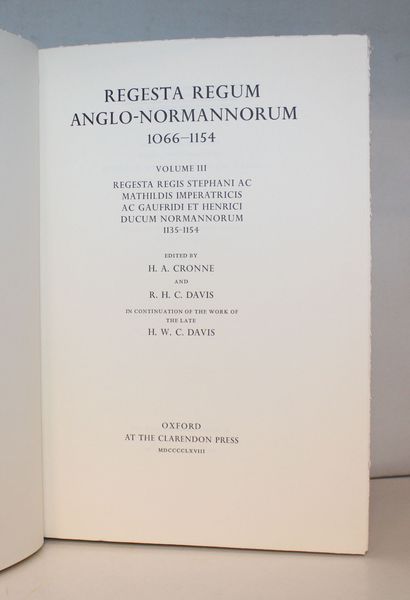 REGESTA REGUM
ANGLO-NORMANNORUM
1066–1154
VOLUME III
REGESTA REGIS STEPHANI AC
MATHILDIS IMPERATRICIS
AC GAUFRIDI ET HENRICI
DUCUM NORMANNORUM
1135–1154
EDITED BY
H. A. CRONNE
AND
R. H. C. DAVIS
IN CONTINUATION OF THE WORK OF
THE LATE
H. W. C. DAVIS
OXFORD
AT THE CLARENDON PRESS
MDCCCCLXVIII